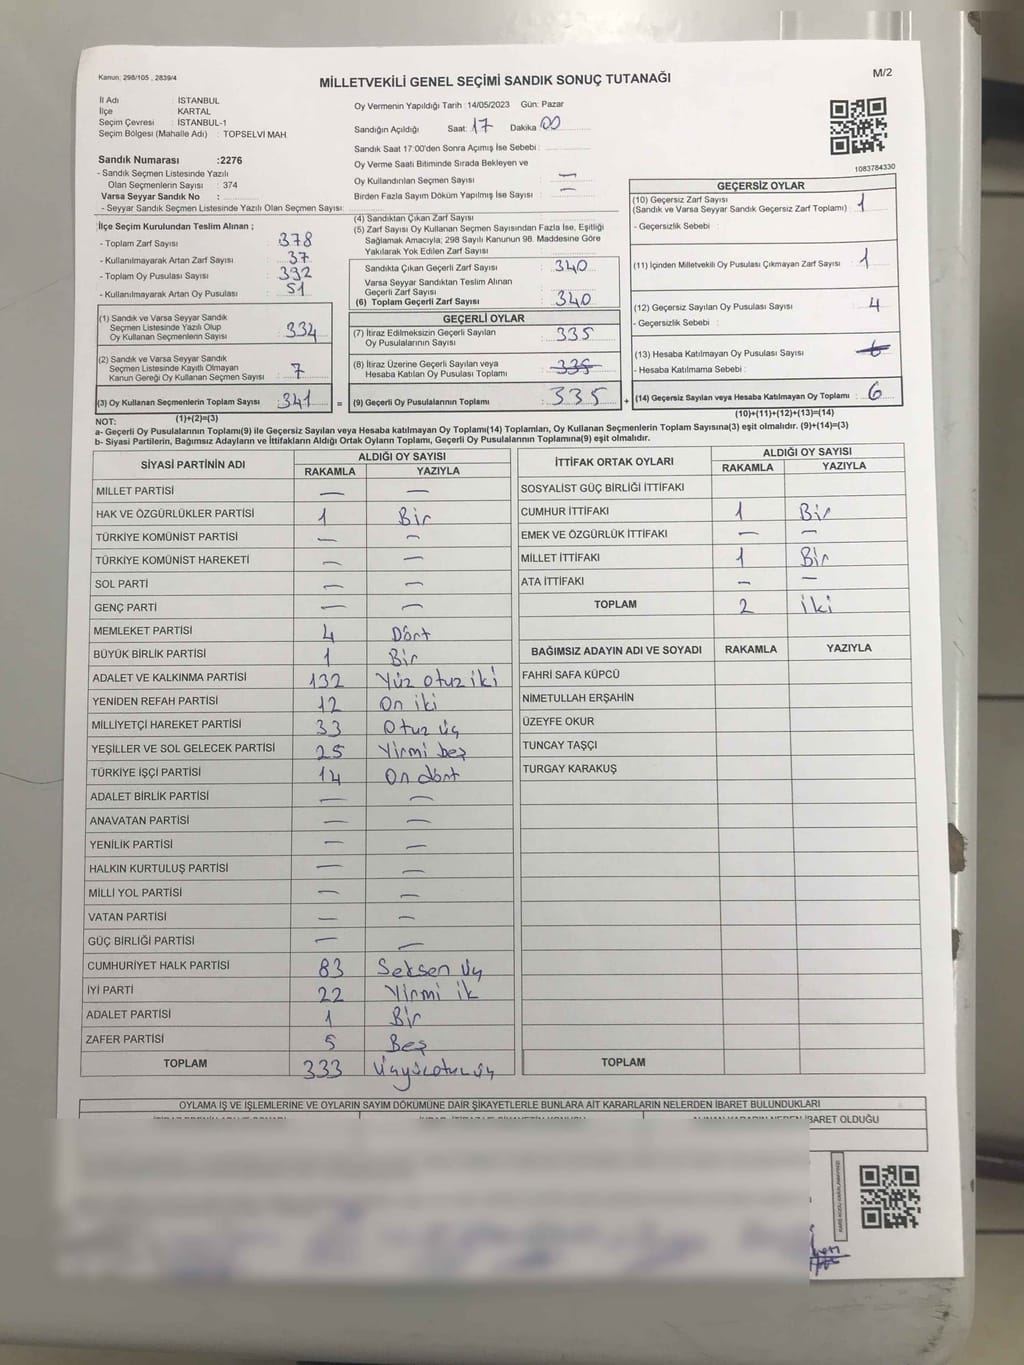 Kanun: 298/105 , 2839/4
MİLLETVEKİLİ GENEL SEÇİMİ SANDIK SONUÇ TUTANAĞI
M/2
İl Adı : İSTANBUL
İlçe : KARTAL
Seçim Çevresi : İSTANBUL-1
Seçim Bölgesi (Mahalle Adı) : TOPSELVİ MAH.
Oy Vermenin Yapıldığı Tarih : 14/05/2023 Gün: Pazar
Sandığın Açıldığı Saat: 17 Dakika 00
Sandık Saat 17:00'den Sonra Açımış İse Sebebi :
Oy Verme Saati Bitiminde Sırada Bekleyen ve
Oy Kullandırılan Seçmen Sayısı : —
Birden Fazla Sayım Döküm Yapılmış İse Sayısı : —
1083784330
Sandık Numarası :2276
- Sandık Seçmen Listesinde Yazılı
Olan Seçmenlerin Sayısı : 374
Varsa Seyyar Sandık No :
- Seyyar Sandık Seçmen Listesinde Yazılı Olan Seçmen Sayısı:
İlçe Seçim Kurulundan Teslim Alınan ;
- Toplam Zarf Sayısı : 378
- Kullanılmayarak Artan Zarf Sayısı : 37
- Toplam Oy Pusulası Sayısı : 392
- Kullanılmayarak Artan Oy Pusulası : 51
(1) Sandık ve Varsa Seyyar Sandık
Seçmen Listesinde Yazılı Olup
Oy Kullanan Seçmenlerin Sayısı : 334
(2) Sandık ve Varsa Seyyar Sandık
Seçmen Listesinde Kayıtlı Olmayan
Kanun Gereği Oy Kullanan Seçmen Sayısı : 7
(3) Oy Kullanan Seçmenlerin Toplam Sayısı : 341
(4) Sandıktan Çıkan Zarf Sayısı :
(5) Zarf Sayısı Oy Kullanan Seçmen Sayısından Fazla İse, Eşitliği
Sağlamak Amacıyla; 298 Sayılı Kanunun 98. Maddesine Göre
Yakılarak Yok Edilen Zarf Sayısı :
Sandıkta Çıkan Geçerli Zarf Sayısı : 340
Varsa Seyyar Sandıktan Teslim Alınan
Geçerli Zarf Sayısı :
(6) Toplam Geçerli Zarf Sayısı : 340
GEÇERLİ OYLAR
(7) İtiraz Edilmeksizin Geçerli Sayılan
Oy Pusulalarının Sayısı : 335
(8) İtiraz Üzerine Geçerli Sayılan veya
Hesaba Katılan Oy Pusulası Toplamı : 335
= (9) Geçerli Oy Pusulalarının Toplamı : 335
GEÇERSİZ OYLAR
(10) Geçersiz Zarf Sayısı
(Sandık ve Varsa Seyyar Sandık Geçersiz Zarf Toplamı) : 1
- Geçersizlik Sebebi :
(11) İçinden Milletvekili Oy Pusulası Çıkmayan Zarf Sayısı : 1
(12) Geçersiz Sayılan Oy Pusulası Sayısı : 4
- Geçersizlik Sebebi :
(13) Hesaba Katılmayan Oy Pusulası Sayısı :
- Hesaba Katılmama Sebebi :
+ (14) Geçersiz Sayılan veya Hesaba Katılmayan Oy Toplamı : 6
NOT: (1)+(2)=(3) (10)+(11)+(12)+(13)=(14)
a- Geçerli Oy Pusulalarının Toplamı(9) ile Geçersiz Sayılan veya Hesaba katılmayan Oy Toplamı(14) Toplamları, Oy Kullanan Seçmenlerin Toplam Sayısına(3) eşit olmalıdır. (9)+(14)=(3)
b- Siyasi Partilerin, Bağımsız Adayların ve İttifakların Aldığı Ortak Oyların Toplamı, Geçerli Oy Pusulalarının Toplamına(9) eşit olmalıdır.
SİYASİ PARTİNİN ADI ALDIĞI OY SAYISI
RAKAMLA YAZIYLA
MİLLET PARTİSİ — —
HAK VE ÖZGÜRLÜKLER PARTİSİ 1 Bir
TÜRKİYE KOMÜNİST PARTİSİ — —
TÜRKİYE KOMÜNİST HAREKETİ — —
SOL PARTİ — —
GENÇ PARTİ — —
MEMLEKET PARTİSİ 4 Dört
BÜYÜK BİRLİK PARTİSİ 1 Bir
ADALET VE KALKINMA PARTİSİ 132 Yüz otuz iki
YENİDEN REFAH PARTİSİ 12 On iki
MİLLİYETÇİ HAREKET PARTİSİ 33 Otuz üç
YEŞİLLER VE SOL GELECEK PARTİSİ 25 Yirmi beş
TÜRKİYE İŞÇİ PARTİSİ 14 On dört
ADALET BİRLİK PARTİSİ — —
ANAVATAN PARTİSİ — —
YENİLİK PARTİSİ — —
HALKIN KURTULUŞ PARTİSİ — —
MİLLİ YOL PARTİSİ — —
VATAN PARTİSİ — —
GÜÇ BİRLİĞİ PARTİSİ — —
CUMHURİYET HALK PARTİSİ 83 Seksen üç
İYİ PARTİ 22 Yirmi ik
ADALET PARTİSİ 1 Bir
ZAFER PARTİSİ 5 Beş
TOPLAM 333 üçyüzotuzüç
İTTİFAK ORTAK OYLARI ALDIĞI OY SAYISI
RAKAMLA YAZIYLA
SOSYALİST GÜÇ BİRLİĞİ İTTİFAKI
CUMHUR İTTİFAKI 1 Bir
EMEK VE ÖZGÜRLÜK İTTİFAKI — —
MİLLET İTTİFAKI 1 Bir
ATA İTTİFAKI — —
TOPLAM 2 iki
BAĞIMSIZ ADAYIN ADI VE SOYADI RAKAMLA YAZIYLA
FAHRİ SAFA KÜPCÜ
NİMETULLAH ERŞAHİN
ÜZEYFE OKUR
TUNCAY TAŞÇI
TURGAY KARAKUŞ
TOPLAM
OYLAMA İŞ VE İŞLEMLERİNE VE OYLARIN SAYIM DÖKÜMÜNE DAİR ŞİKAYETLERLE BUNLARA AİT KARARLARIN NELERDEN İBARET BULUNDUKLARI
İBARET OLDUĞU